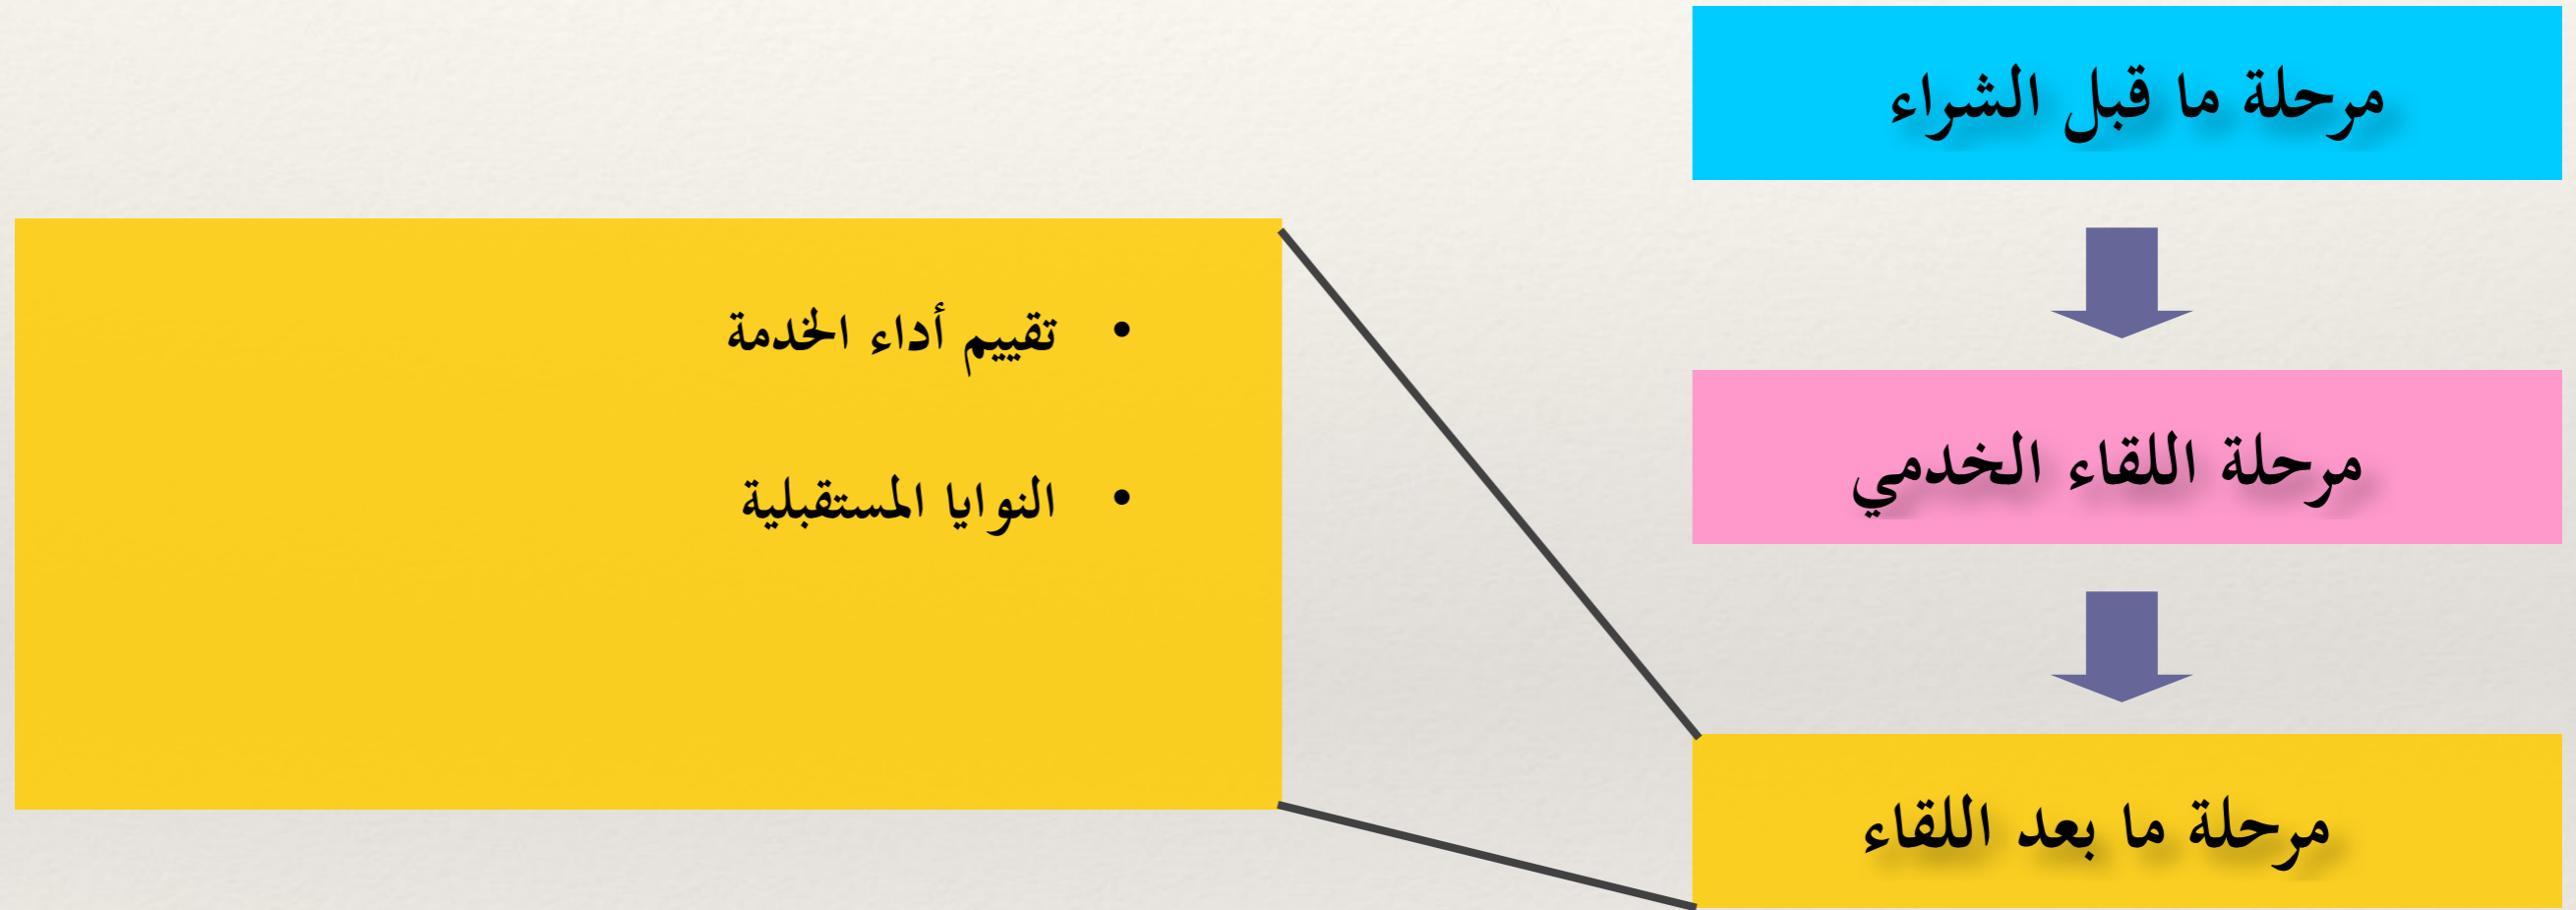 مرحلة ما قبل الشراء
مرحلة اللقاء الخدمي
مرحلة ما بعد اللقاء
• تقييم أداء الخدمة
• النوايا المستقبلية